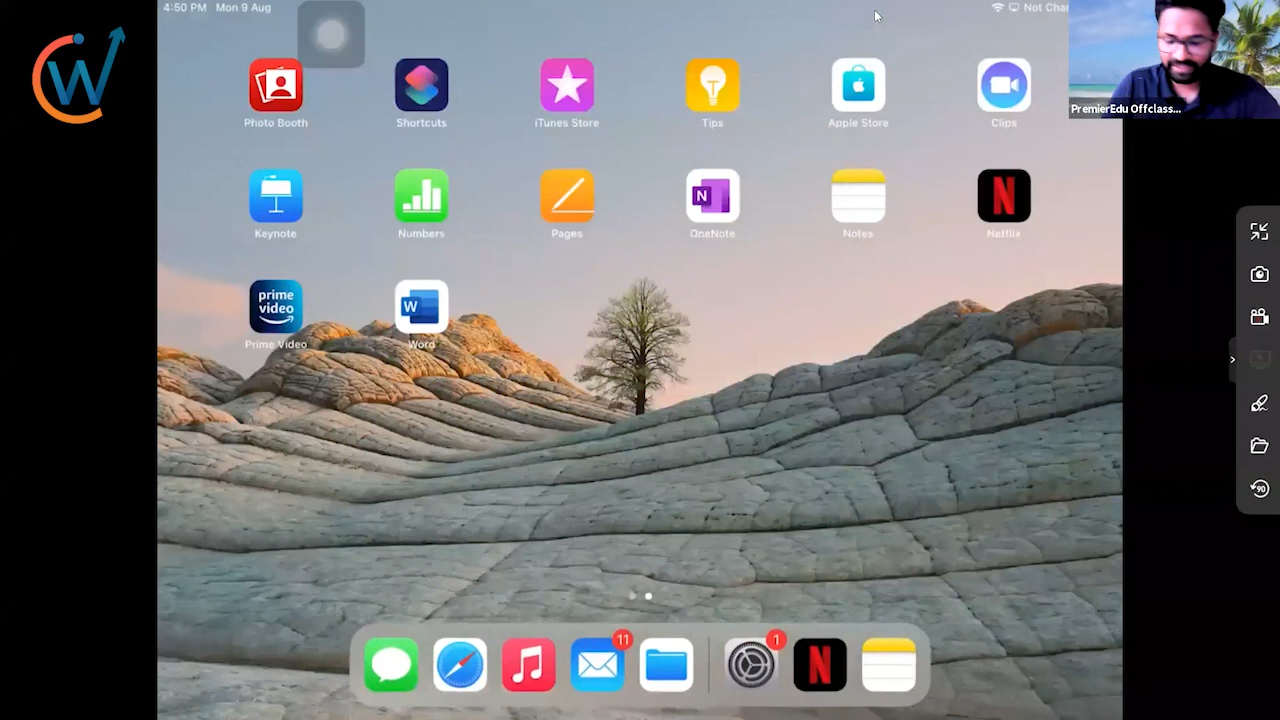 4:50 PM Mon 9 Aug
Not Char
W
PremierEdu Offclass...
Photo Booth
Shortcuts
iTunes Store
Tips
Apple Store
Clips
Keynote
Numbers
Pages
N
OneNote
Notes
N
Netflix
prime
video
Prime Video
W
Word
11
1
N
90